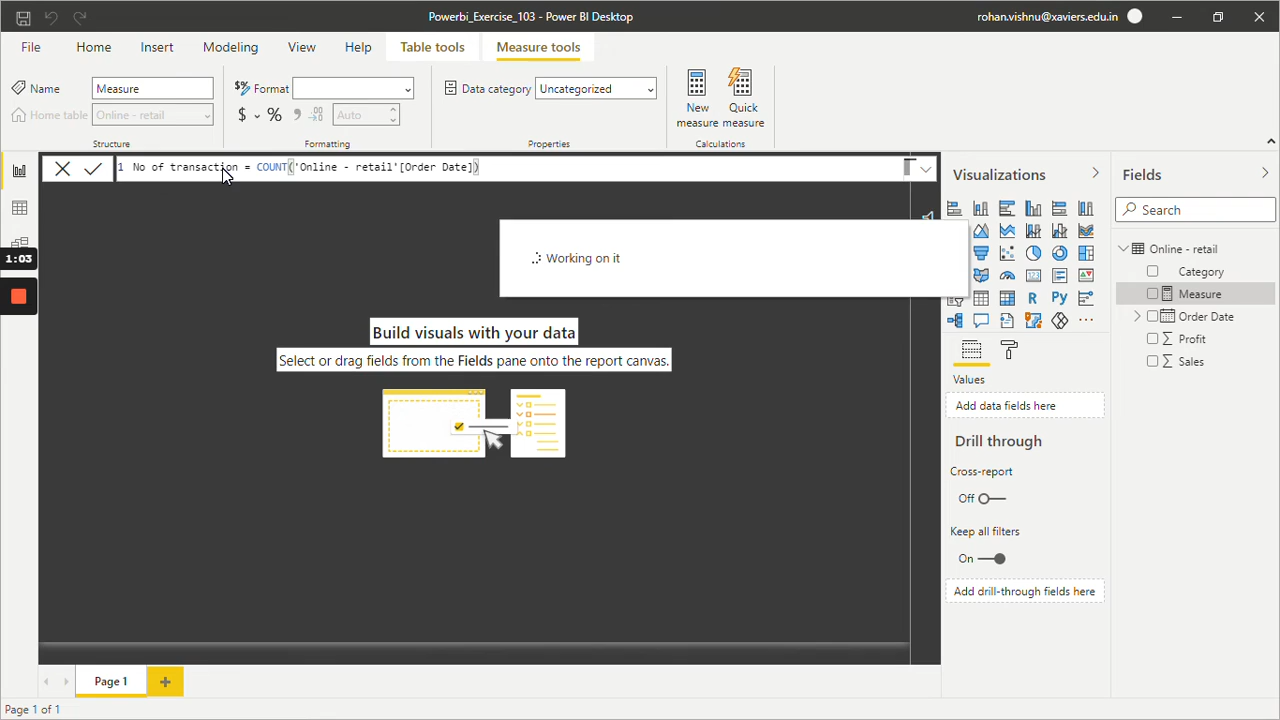 Powerbi_Exercise_103 - Power BI Desktop
rohan.vishnu@xaviers.edu.in
File Home Insert Modeling View Help Table tools Measure tools
Name Measure
Home table Online - retail
Structure
Format
$ % Auto
Formatting
Data category Uncategorized
Properties
New measure
Quick measure
Calculations
1 No of transaction = COUNT('Online - retail'[Order Date])
1:03
Working on it
Build visuals with your data
Select or drag fields from the Fields pane onto the report canvas.
Visualizations
R Py
Values
Add data fields here
Drill through
Cross-report
Off
Keep all filters
On
Add drill-through fields here
Fields
Search
Online - retail
Category
Measure
Order Date
Profit
Sales
Page 1
Page 1 of 1